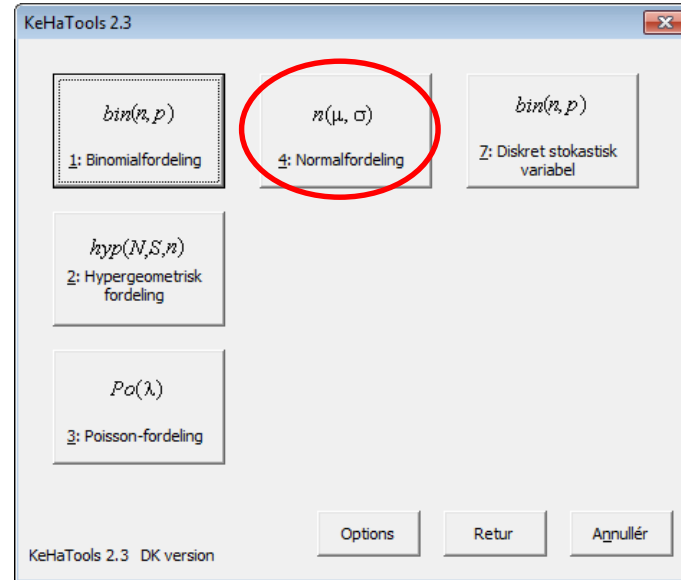 KeHaTools 2.3
bin(n, p)
1: Binomialfordeling
n(μ, σ)
4: Normalfordeling
bin(n, p)
7: Diskret stokastisk
variabel
hyp(N,S,n)
2: Hypergeometrisk
fordeling
Po(λ)
3: Poisson-fordeling
Options
Retur
Annullér
KeHaTools 2.3 DK version